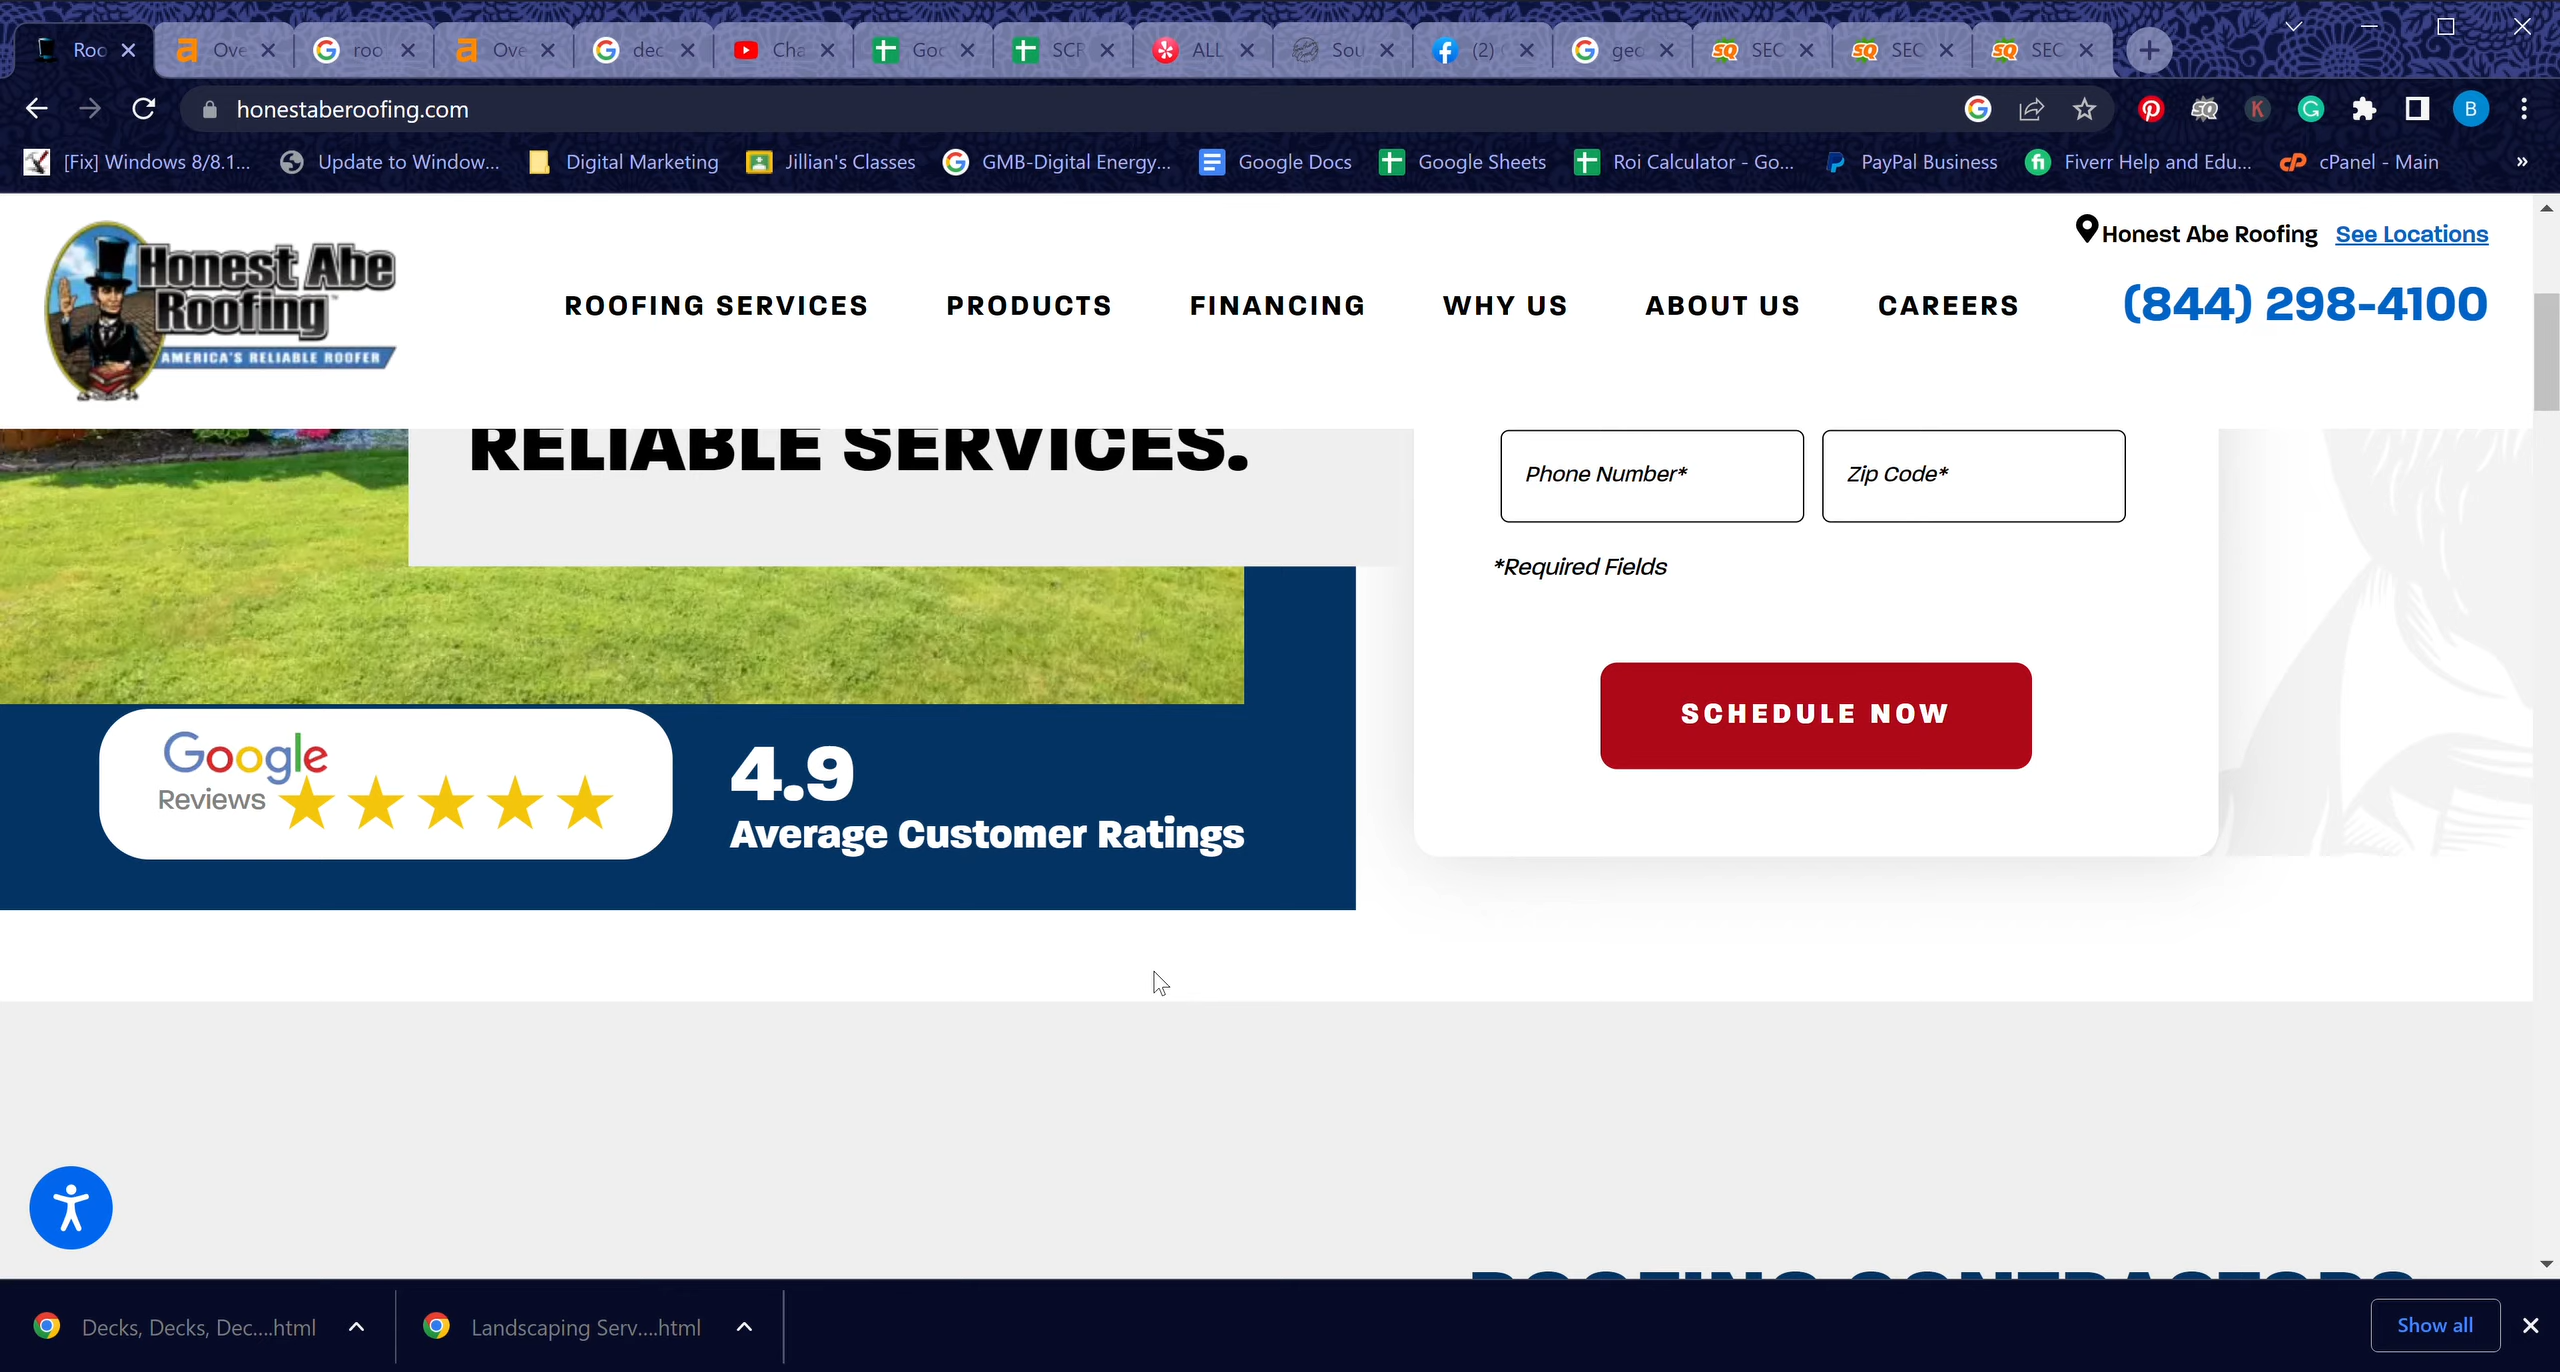 Roo
Ove
roo
Ove
dec
Cha
Goo
SCR
ALL
Sou
(2)
geo
SEC
SEC
SEC
honestaberoofing.com
B
[Fix] Windows 8/8.1...
Update to Window...
Digital Marketing
Jillian's Classes
GMB-Digital Energy...
Google Docs
Google Sheets
Roi Calculator - Go...
PayPal Business
Fiverr Help and Edu...
cPanel - Main
»
Honest Abe
Roofing™
AMERICA'S RELIABLE ROOFER
Honest Abe Roofing See Locations
ROOFING SERVICES
PRODUCTS
FINANCING
WHY US
ABOUT US
CAREERS
(844) 298-4100
RELIABLE SERVICES.
Phone Number*
Zip Code*
*Required Fields
SCHEDULE NOW
Google
Reviews
4.9
Average Customer Ratings
ROOFING CONTRACTORS
Decks, Decks, Dec....html
Landscaping Serv....html
Show all